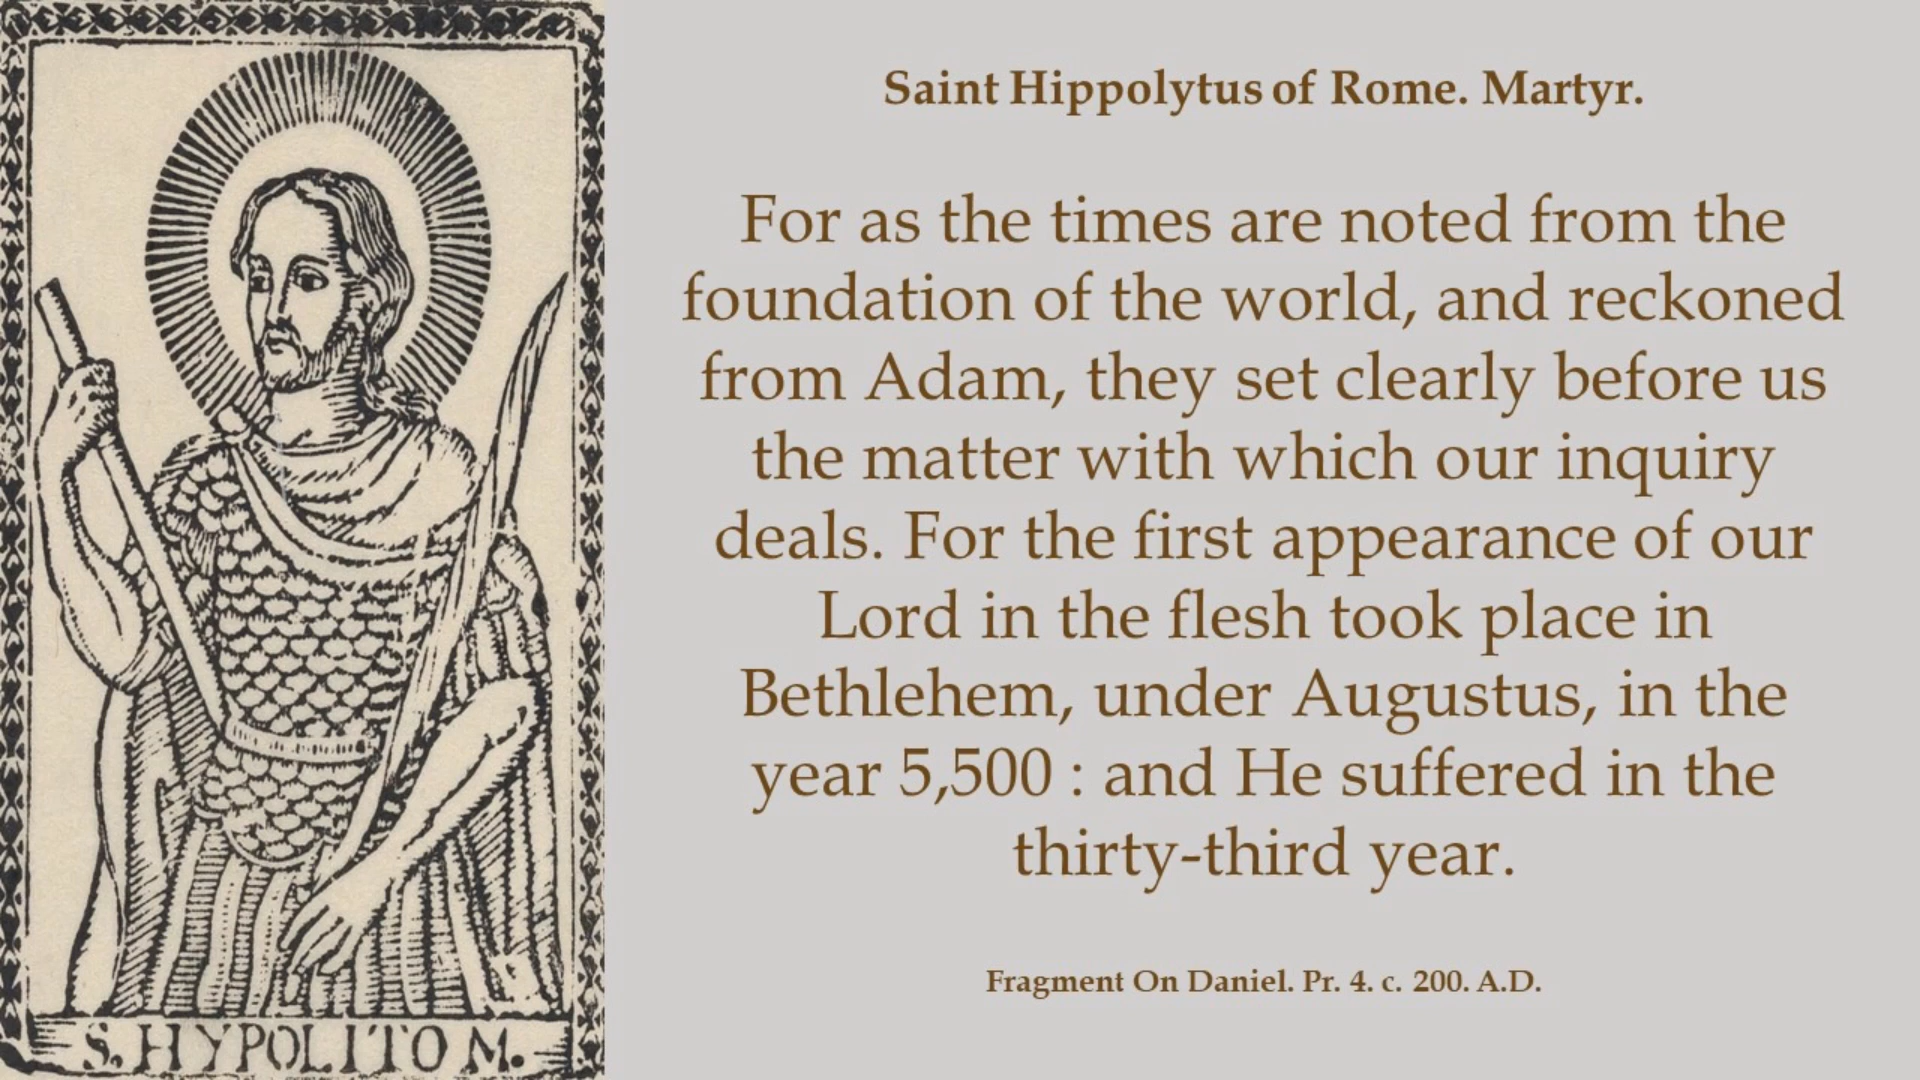 Saint Hippolytus of Rome. Martyr.
For as the times are noted from the
foundation of the world, and reckoned
from Adam, they set clearly before us
the matter with which our inquiry
deals. For the first appearance of our
Lord in the flesh took place in
Bethlehem, under Augustus, in the
year 5,500 : and He suffered in the
thirty-third year.
Fragment On Daniel. Pr. 4. c. 200. A.D.
S. HYPOLITO M.